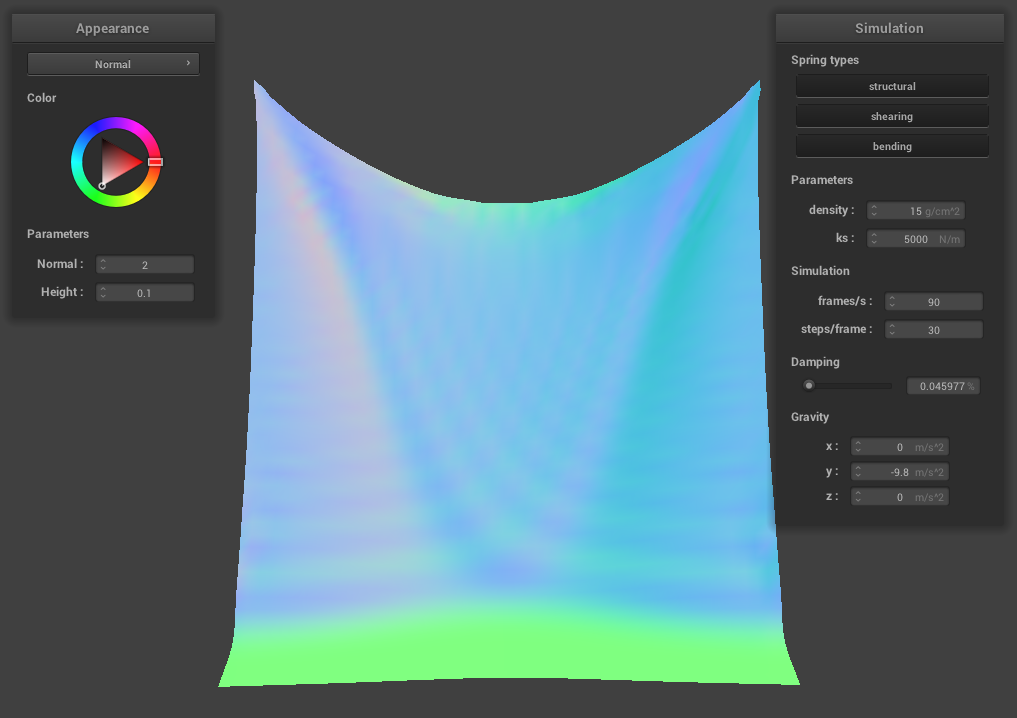 Appearance
Normal ›
Color
Parameters
Normal : 2
Height : 0.1
Simulation
Spring types
structural
shearing
bending
Parameters
density : 15 g/cm^2
ks : 5000 N/m
Simulation
frames/s : 90
steps/frame : 30
Damping
0.045977 %
Gravity
x : 0 m/s^2
y : -9.8 m/s^2
z : 0 m/s^2